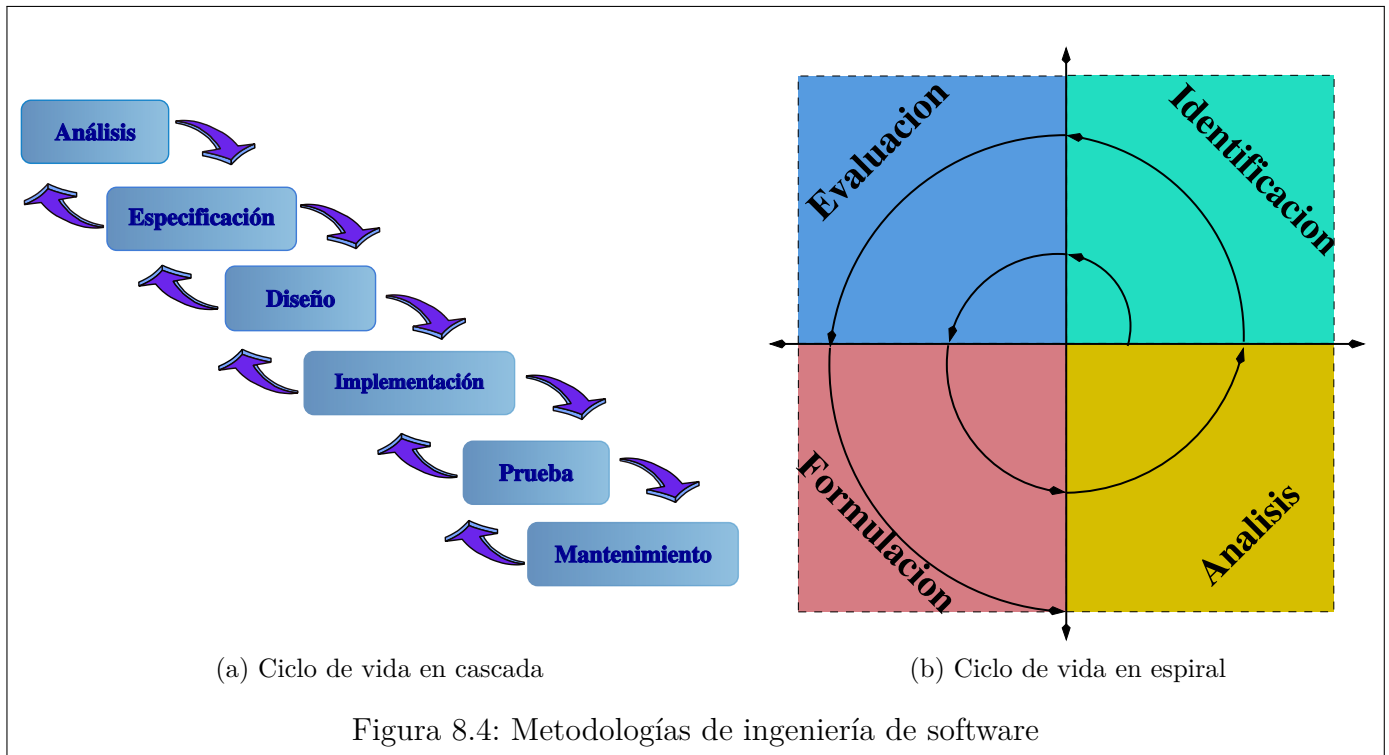 Análisis
Especificación
Diseño
Implementación
Prueba
Mantenimiento
(a) Ciclo de vida en cascada
Evaluacion
Identificacion
Formulacion
Analisis
(b) Ciclo de vida en espiral
Figura 8.4: Metodologías de ingeniería de software